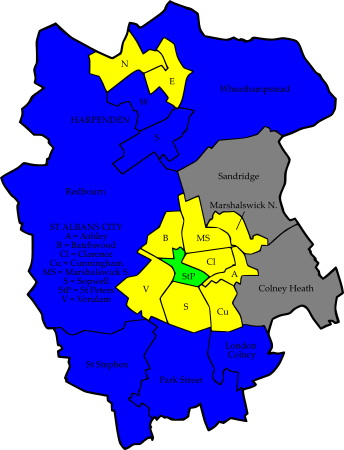 N
E
Wheathampstead
W
HARPENDEN
S
Sandridge
Redbourn
Marshalswick N.
ST ALBANS CITY
A = Ashley
B = Batchwood
Cl = Clarence
Cu = Cunningham
MS = Marshalswick S.
S = Sopwell
StP = St Peters
V = Verulam
B
MS
Cl
A
StP
V
S
Cu
Colney Heath
London
Colney
St Stephen
Park Street